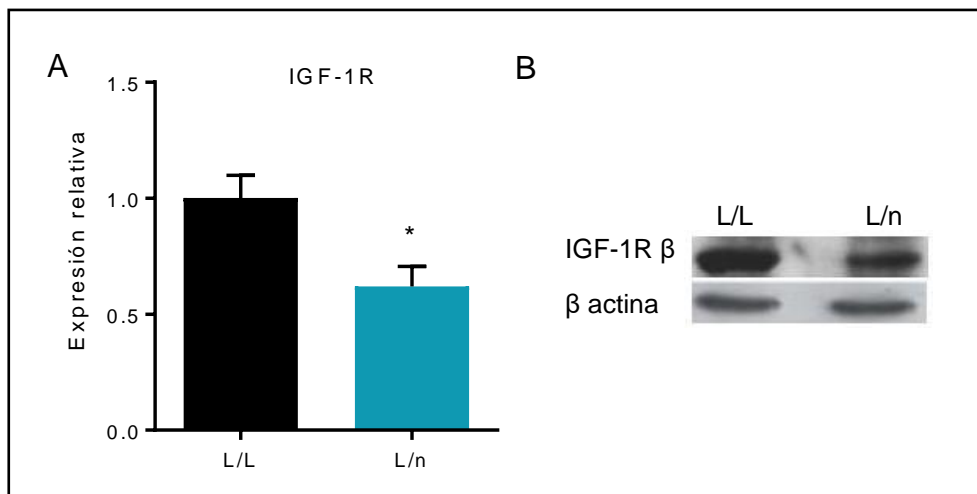 A
IGF-1R
Expresión relativa
1.5
1.0
0.5
0.0
*
L/L
L/n
B
L/L
L/n
IGF-1R β
β actina